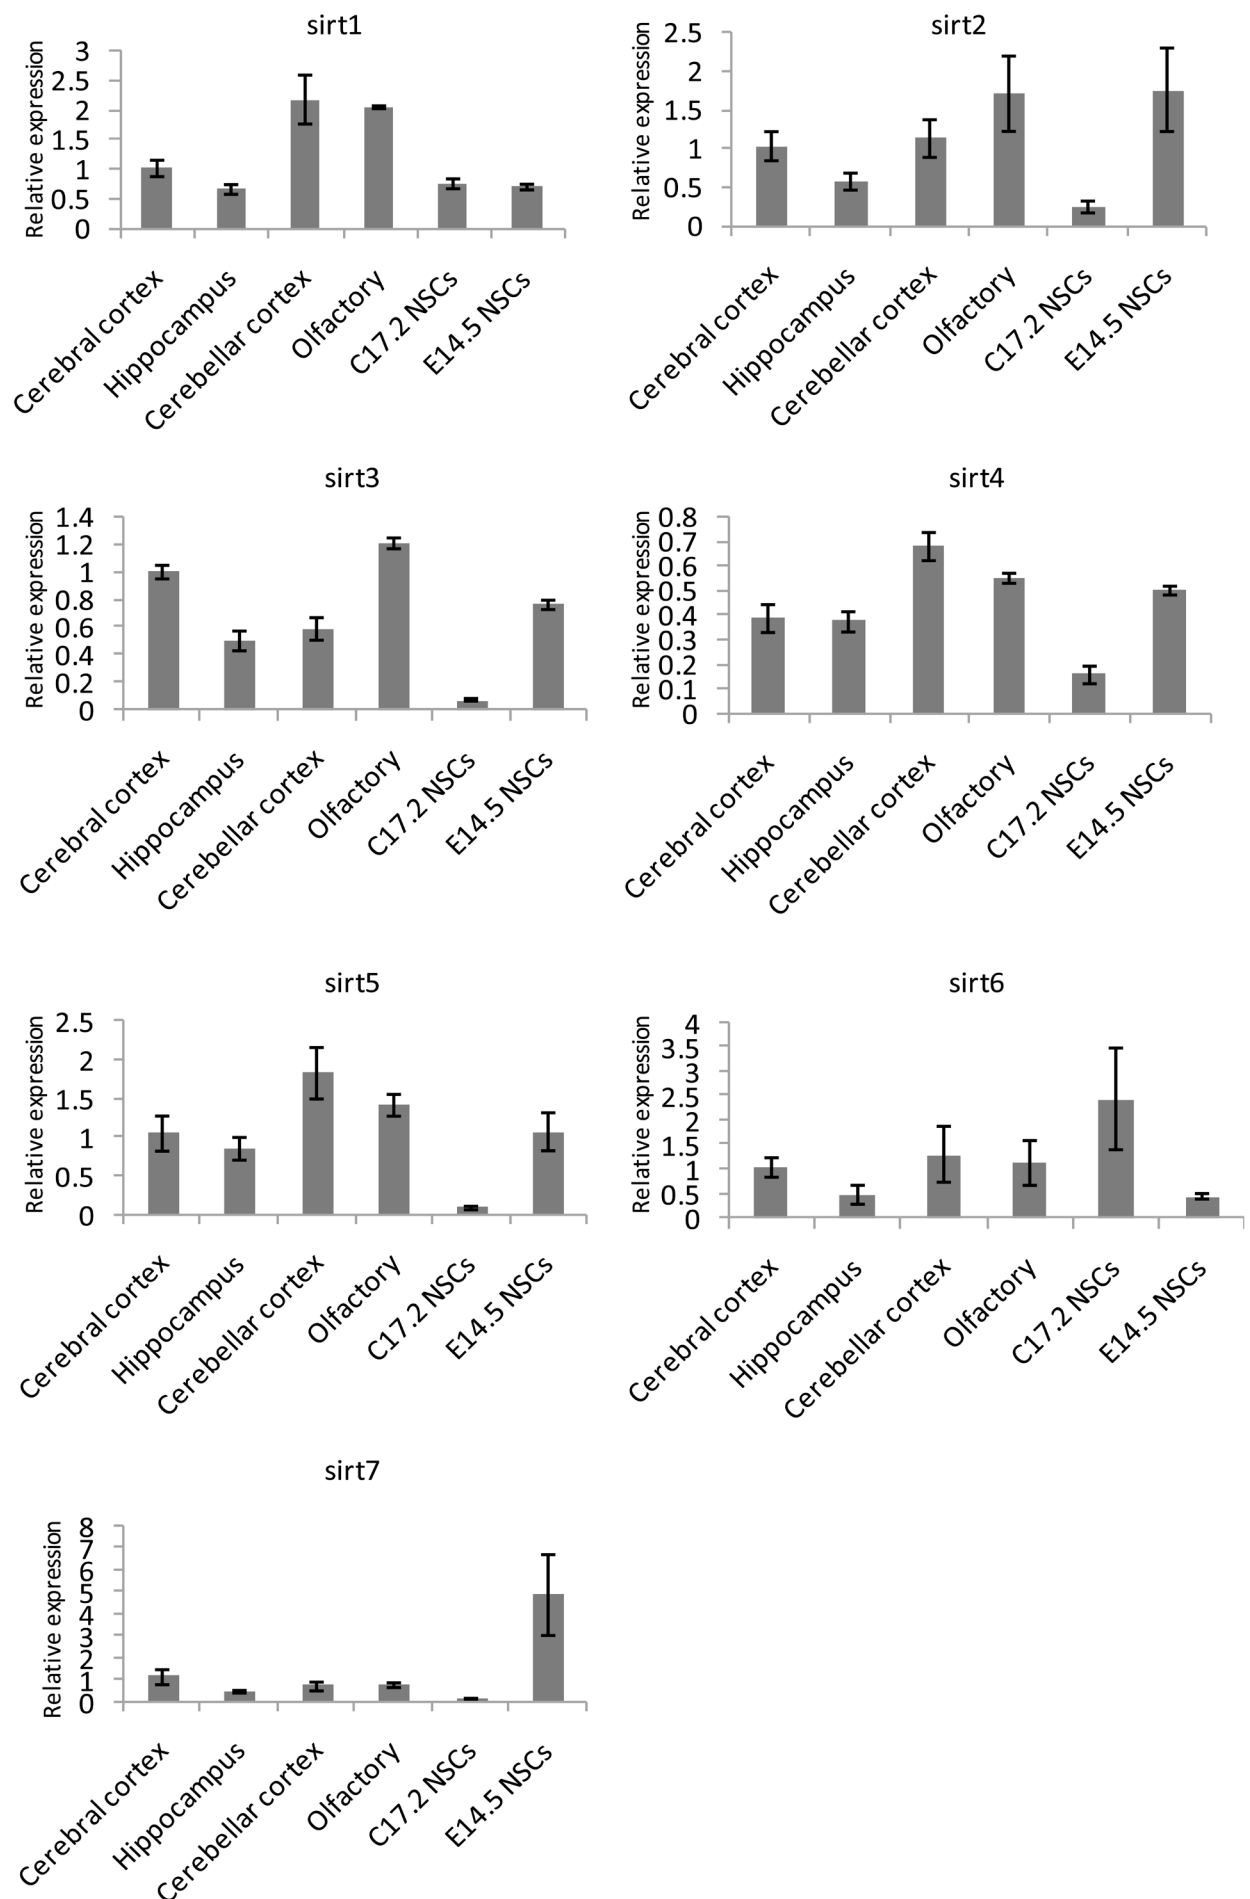 sirt1
Relative expression
3
2.5
2
1.5
1
0.5
0
Cerebral cortex
Hippocampus
Cerebellar cortex
Olfactory
C17.2 NSCs
E14.5 NSCs
sirt2
Relative expression
2.5
2
1.5
1
0.5
0
Cerebral cortex
Hippocampus
Cerebellar cortex
Olfactory
C17.2 NSCs
E14.5 NSCs
sirt3
Relative expression
1.4
1.2
1
0.8
0.6
0.4
0.2
0
Cerebral cortex
Hippocampus
Cerebellar cortex
Olfactory
C17.2 NSCs
E14.5 NSCs
sirt4
Relative expression
0.8
0.7
0.6
0.5
0.4
0.3
0.2
0.1
0
Cerebral cortex
Hippocampus
Cerebellar cortex
Olfactory
C17.2 NSCs
E14.5 NSCs
sirt5
Relative expression
2.5
2
1.5
1
0.5
0
Cerebral cortex
Hippocampus
Cerebellar cortex
Olfactory
C17.2 NSCs
E14.5 NSCs
sirt6
Relative expression
4
3.5
3
2.5
2
1.5
1
0.5
0
Cerebral cortex
Hippocampus
Cerebellar cortex
Olfactory
C17.2 NSCs
E14.5 NSCs
sirt7
Relative expression
8
7
6
5
4
3
2
1
0
Cerebral cortex
Hippocampus
Cerebellar cortex
Olfactory
C17.2 NSCs
E14.5 NSCs